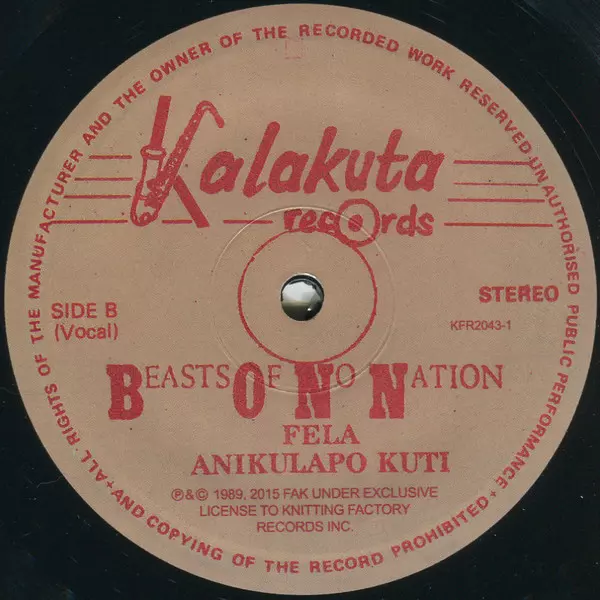 ALL RIGHTS OF THE MANUFACTURER AND THE OWNER OF THE RECORDED WORK RESERVED · UNAUTHORISED PUBLIC PERFORMANCE · AND COPYING OF THE RECORD PROHIBITED ·
Kalakuta
records
SIDE B
(Vocal)
STEREO
KFR2043-1
BEASTS OF NO NATION
FELA
ANIKULAPO KUTI
℗&© 1989, 2015 FAK UNDER EXCLUSIVE
LICENSE TO KNITTING FACTORY
RECORDS INC.